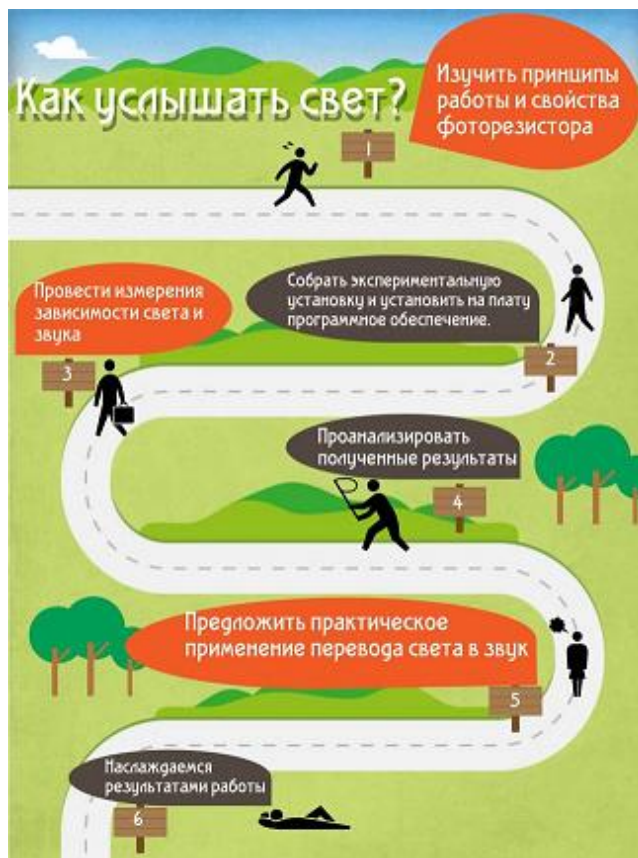 Как услышать свет?
Изучить принципы
работы и свойства
фоторезистора
1
Собрать экспериментальную
установку и установить на плату
программное обеспечение.
2
Провести измерения
зависимости света и
звука
3
Проанализировать
полученные результаты
4
Предложить практическое
применение перевода света в звук
5
Наслаждаемся
результатами работы
6